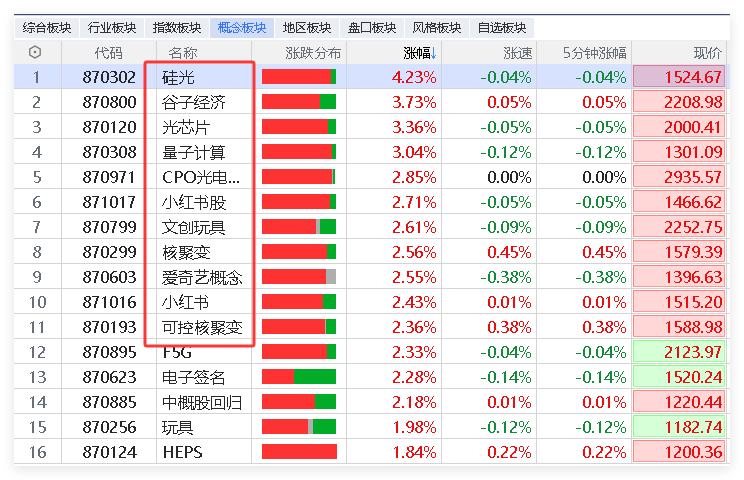 综合板块 行业板块 指数板块 概念板块 地区板块 盘口板块 风格板块 自选板块
代码 名称 涨跌分布 涨幅↓ 涨速 5分钟涨幅 现价
1 870302 硅光 4.23% -0.04% -0.04% 1524.67
2 870800 谷子经济 3.73% 0.05% 0.05% 2208.98
3 870120 光芯片 3.36% -0.05% -0.05% 2000.41
4 870308 量子计算 3.04% -0.12% -0.12% 1301.09
5 870971 CPO光电... 2.85% 0.00% 0.00% 2935.57
6 871017 小红书股 2.71% -0.05% -0.05% 1466.62
7 870799 文创玩具 2.61% -0.09% -0.09% 2252.75
8 870299 核聚变 2.56% 0.45% 0.45% 1579.39
9 870603 爱奇艺概念 2.55% -0.38% -0.38% 1396.63
10 871016 小红书 2.43% 0.01% 0.01% 1515.20
11 870193 可控核聚变 2.36% 0.38% 0.38% 1588.98
12 870895 F5G 2.33% -0.04% -0.04% 2123.97
13 870623 电子签名 2.28% -0.14% -0.14% 1520.24
14 870885 中概股回归 2.18% 0.01% 0.01% 1220.44
15 870256 玩具 1.98% -0.12% -0.12% 1182.74
16 870124 HEPS 1.84% 0.22% 0.22% 1200.36